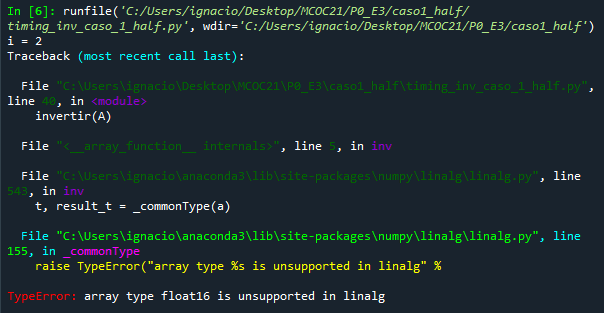 In [6]: runfile('C:/Users/ignacio/Desktop/MCOC21/P0_E3/caso1_half/
timing_inv_caso_1_half.py', wdir='C:/Users/ignacio/Desktop/MCOC21/P0_E3/caso1_half')
i = 2
Traceback (most recent call last):
File "C:\Users\ignacio\Desktop\MCOC21\P0_E3\caso1_half\timing_inv_caso_1_half.py",
line 40, in <module>
invertir(A)
File "<__array_function__ internals>", line 5, in inv
File "C:\Users\ignacio\anaconda3\lib\site-packages\numpy\linalg\linalg.py", line
543, in inv
t, result_t = _commonType(a)
File "C:\Users\ignacio\anaconda3\lib\site-packages\numpy\linalg\linalg.py", line
155, in _commonType
raise TypeError("array type %s is unsupported in linalg" %
TypeError: array type float16 is unsupported in linalg